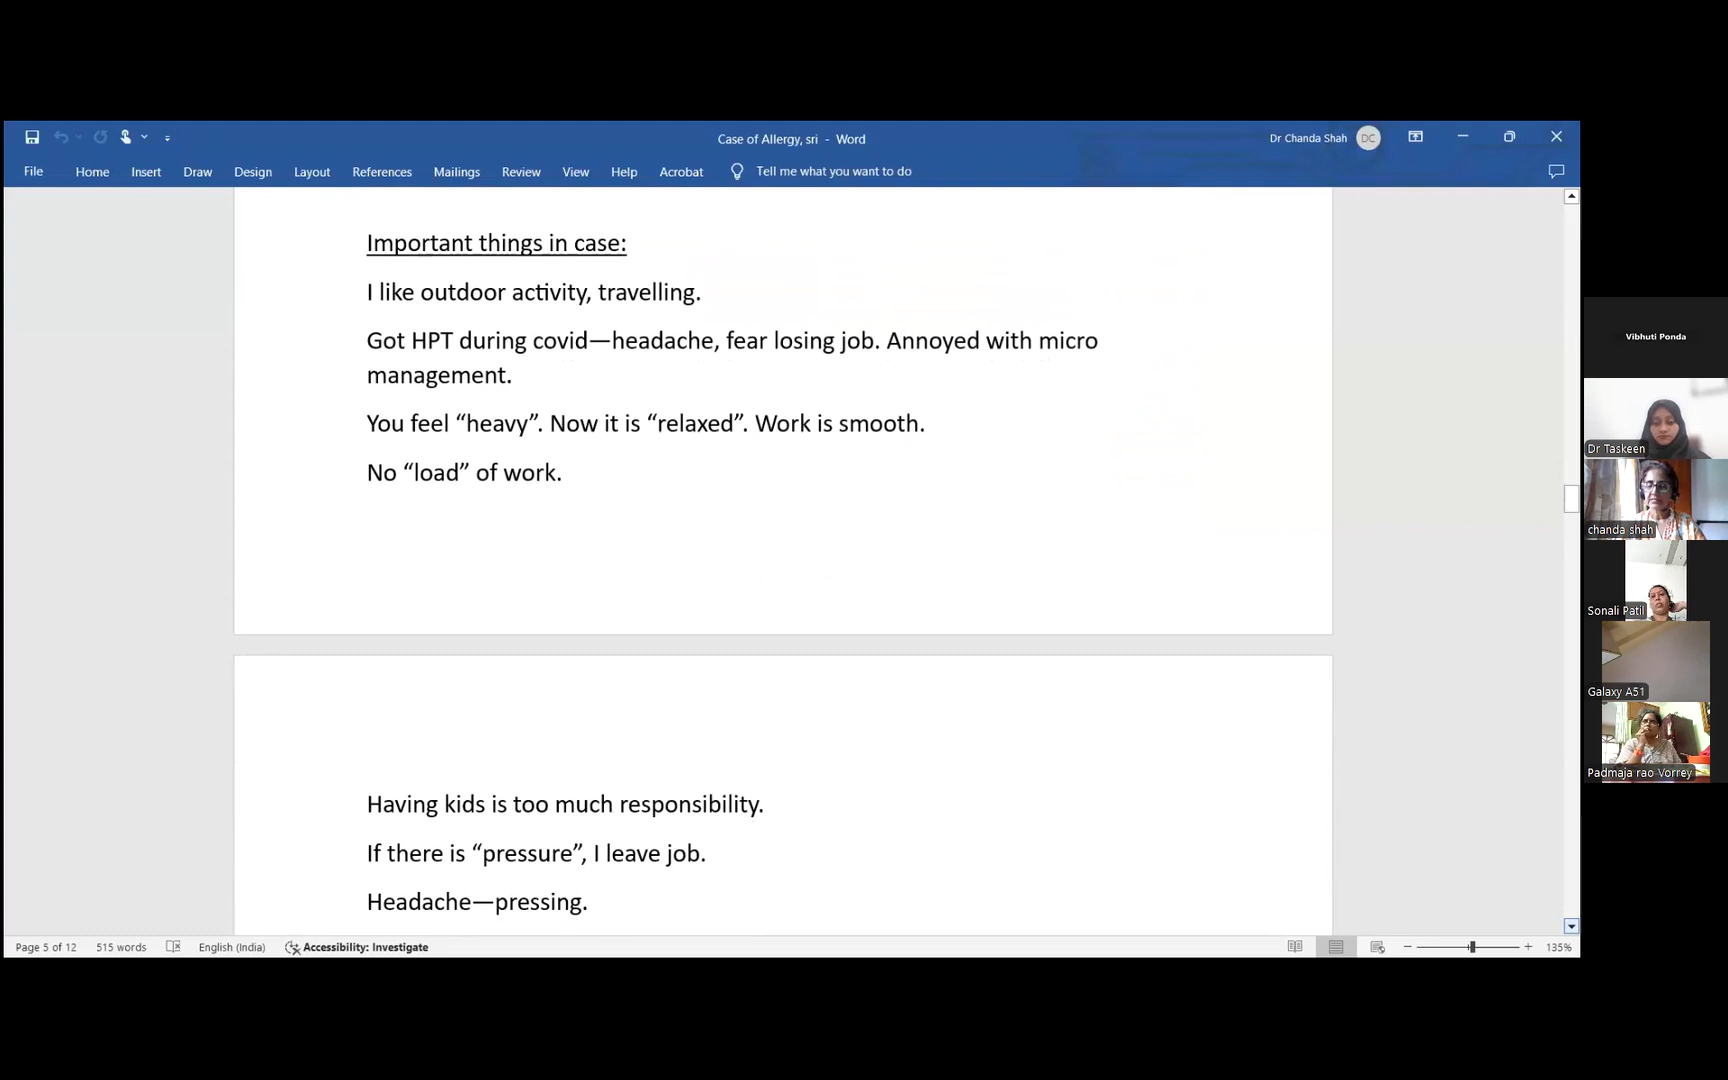 Case of Allergy, sri - Word
Dr Chanda Shah
DC
File Home Insert Draw Design Layout References Mailings Review View Help Acrobat Tell me what you want to do
Important things in case:
I like outdoor activity, travelling.
Got HPT during covid—headache, fear losing job. Annoyed with micro
management.
You feel “heavy”. Now it is “relaxed”. Work is smooth.
No “load” of work.
Having kids is too much responsibility.
If there is “pressure”, I leave job.
Headache—pressing.
Page 5 of 12 515 words English (India) Accessibility: Investigate 135%
Vibhuti Ponda
Dr Taskeen
chanda shah
Sonali Patil
Galaxy A51
Padmaja rao Vorrey